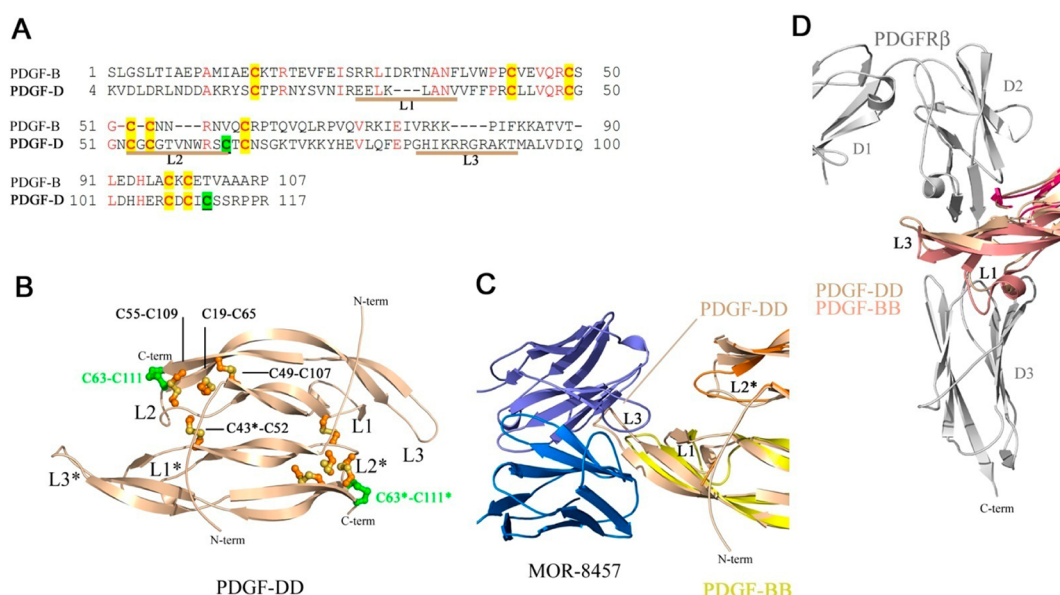 A
PDGF-B 1 SLGSLTIAEPAMIAECKTRTEVFEISRRLIDRTNANFLVWPPCVEVQRCS 50
PDGF-D 4 KVDLDRLNDDAKRYSCTPRNYSVNIREELK---LANVVFFPRCLLVQRCG 50
L1
PDGF-B 51 G-CCNN---RNVQCRPTQVQLRPVQVRKIEIVRKK----PIFKKATVT- 90
PDGF-D 51 GNCGCGTVNWRSCTCNSGKTVKKYHEVLQFEPGHIKRRGRAKTMALVDIQ 100
L2 L3
PDGF-B 91 LEDHLACKCETVAAARP 107
PDGF-D 101 LDHHERCDCICSSRPPR 117
B
N-term
C55-C109 C19-C65
C-term
C63-C111
C49-C107
L2
C43*-C52
L1
L3
L3*
L1*
L2*
C63*-C111*
C-term
N-term
PDGF-DD
C
PDGF-DD
L2*
L3
L1
N-term
MOR-8457
PDGF-BB
D
PDGFRβ
D2
D1
L3
L1
PDGF-DD
PDGF-BB
D3
C-term